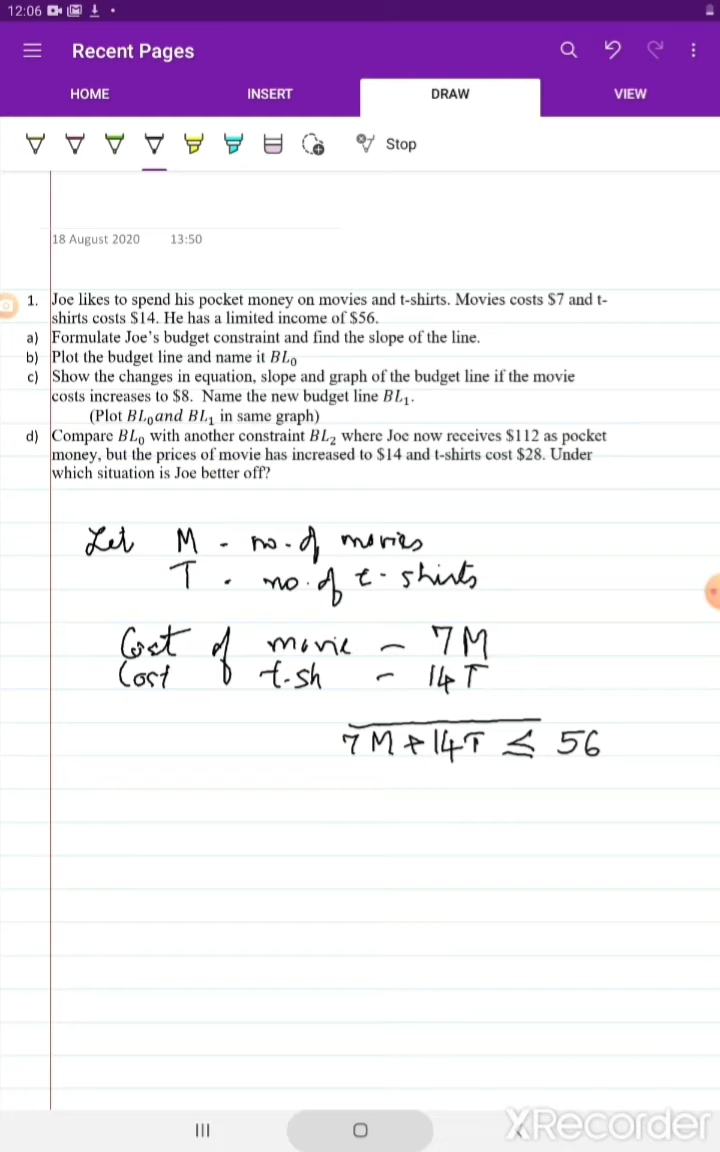 12:06
Recent Pages
HOME INSERT DRAW VIEW
Stop
18 August 2020 13:50
1. Joe likes to spend his pocket money on movies and t-shirts. Movies costs $7 and t-
shirts costs $14. He has a limited income of $56.
a) Formulate Joe's budget constraint and find the slope of the line.
b) Plot the budget line and name it BL₀
c) Show the changes in equation, slope and graph of the budget line if the movie
costs increases to $8. Name the new budget line BL₁.
(Plot BL₀and BL₁ in same graph)
d) Compare BL₀ with another constraint BL₂ where Joe now receives $112 as pocket
money, but the prices of movie has increased to $14 and t-shirts cost $28. Under
which situation is Joe better off?
Let M - no. of movies
T - no. of t-shirts
Cost of movie - 7M
Cost of t-sh - 14T
7M + 14T ≤ 56
XRecorder